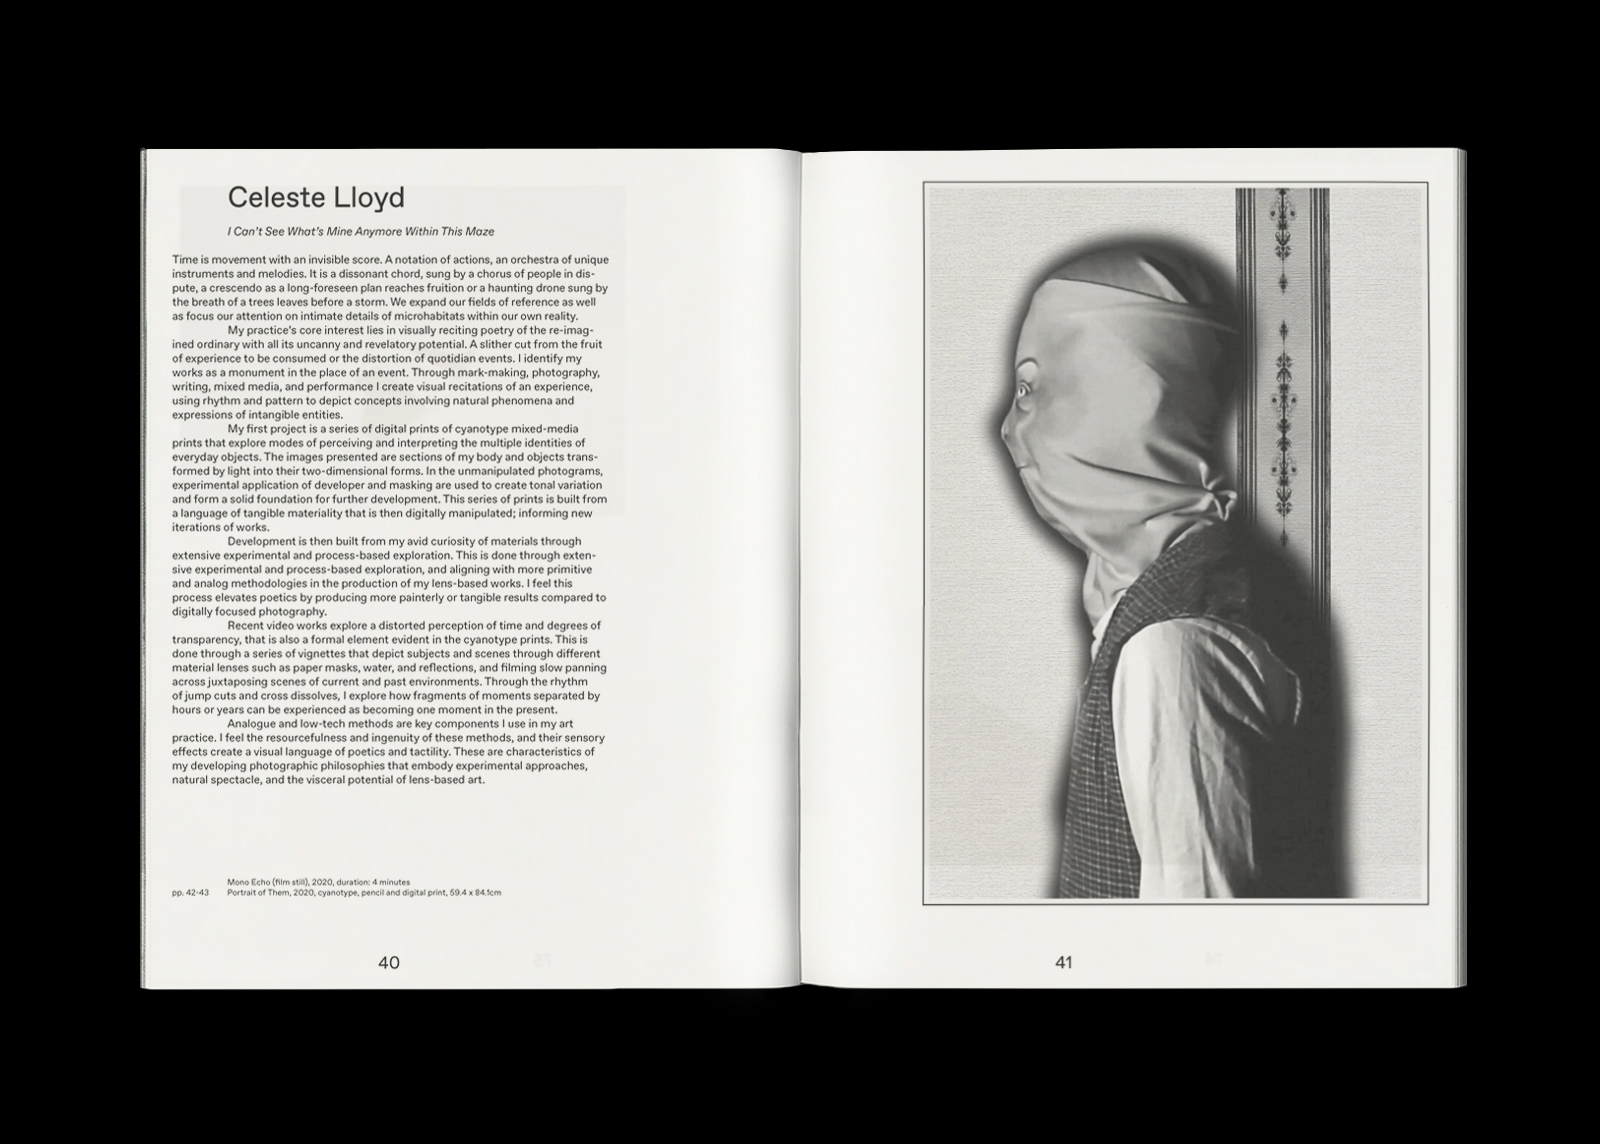 Celeste Lloyd
I Can't See What's Mine Anymore Within This Maze
Time is movement with an invisible score. A notation of actions, an orchestra of unique
instruments and melodies. It is a dissonant chord, sung by a chorus of people in dis-
pute, a crescendo as a long-foreseen plan reaches fruition or a haunting drone sung by
the breath of a trees leaves before a storm. We expand our fields of reference as well
as focus our attention on intimate details of microhabitats within our own reality.
My practice's core interest lies in visually reciting poetry of the re-imag-
ined ordinary with all its uncanny and revelatory potential. A slither cut from the fruit
of experience to be consumed or the distortion of quotidian events. I identify my
works as a monument in the place of an event. Through mark-making, photography,
writing, mixed media, and performance I create visual recitations of an experience,
using rhythm and pattern to depict concepts involving natural phenomena and
expressions of intangible entities.
My first project is a series of digital prints of cyanotype mixed-media
prints that explore modes of perceiving and interpreting the multiple identities of
everyday objects. The images presented are sections of my body and objects trans-
formed by light into their two-dimensional forms. In the unmanipulated photograms,
experimental application of developer and masking are used to create tonal variation
and form a solid foundation for further development. This series of prints is built from
a language of tangible materiality that is then digitally manipulated; informing new
iterations of works.
Development is then built from my avid curiosity of materials through
extensive experimental and process-based exploration. This is done through exten-
sive experimental and process-based exploration, and aligning with more primitive
and analog methodologies in the production of my lens-based works. I feel this
process elevates poetics by producing more painterly or tangible results compared to
digitally focused photography.
Recent video works explore a distorted perception of time and degrees of
transparency, that is also a formal element evident in the cyanotype prints. This is
done through a series of vignettes that depict subjects and scenes through different
material lenses such as paper masks, water, and reflections, and filming slow panning
across juxtaposing scenes of current and past environments. Through the rhythm
of jump cuts and cross dissolves, I explore how fragments of moments separated by
hours or years can be experienced as becoming one moment in the present.
Analogue and low-tech methods are key components I use in my art
practice. I feel the resourcefulness and ingenuity of these methods, and their sensory
effects create a visual language of poetics and tactility. These are characteristics of
my developing photographic philosophies that embody experimental approaches,
natural spectacle, and the visceral potential of lens-based art.
Mono Echo (film still), 2020, duration: 4 minutes
pp. 42-43 Portrait of Them, 2020, cyanotype, pencil and digital print, 59.4 x 84.1cm
40
41